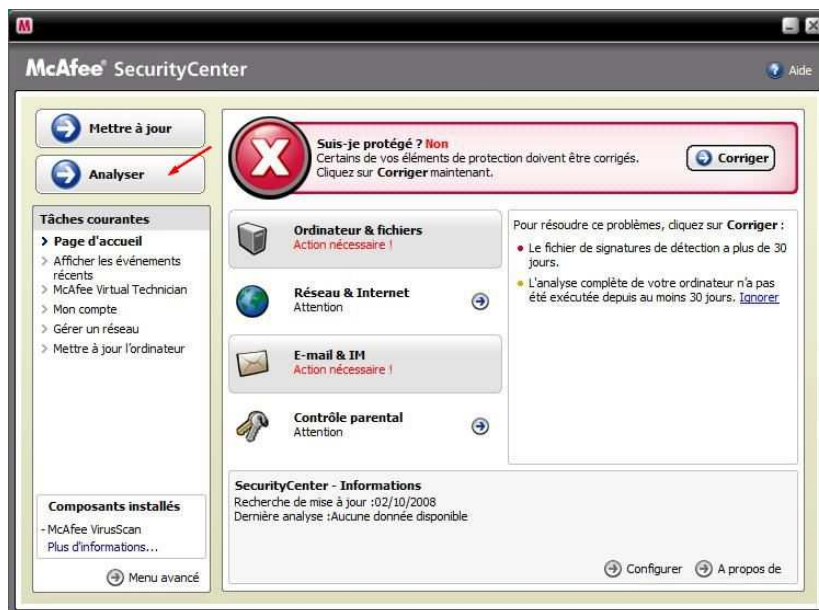 McAfee® SecurityCenter
Aide
Mettre à jour
Analyser
Tâches courantes
Page d'accueil
Afficher les événements
récents
McAfee Virtual Technician
Mon compte
Gérer un réseau
Mettre à jour l'ordinateur
Composants installés
- McAfee VirusScan
Plus d'informations...
Menu avancé
Suis-je protégé ? Non
Certains de vos éléments de protection doivent être corrigés.
Cliquez sur Corriger maintenant.
Corriger
Ordinateur & fichiers
Action nécessaire !
Réseau & Internet
Attention
E-mail & IM
Action nécessaire !
Contrôle parental
Attention
Pour résoudre ce problèmes, cliquez sur Corriger :
• Le fichier de signatures de détection a plus de 30
jours.
• L'analyse complète de votre ordinateur n'a pas
été exécutée depuis au moins 30 jours. Ignorer
SecurityCenter - Informations
Recherche de mise à jour :02/10/2008
Dernière analyse :Aucune donnée disponible
Configurer
A propos de